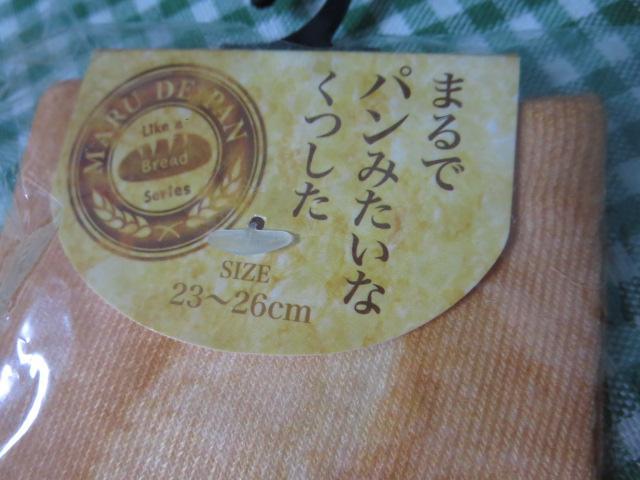 まるで
パンみたいな
くつした
MARU DE PAN
Like a
Bread
Series
SIZE
23～26cm